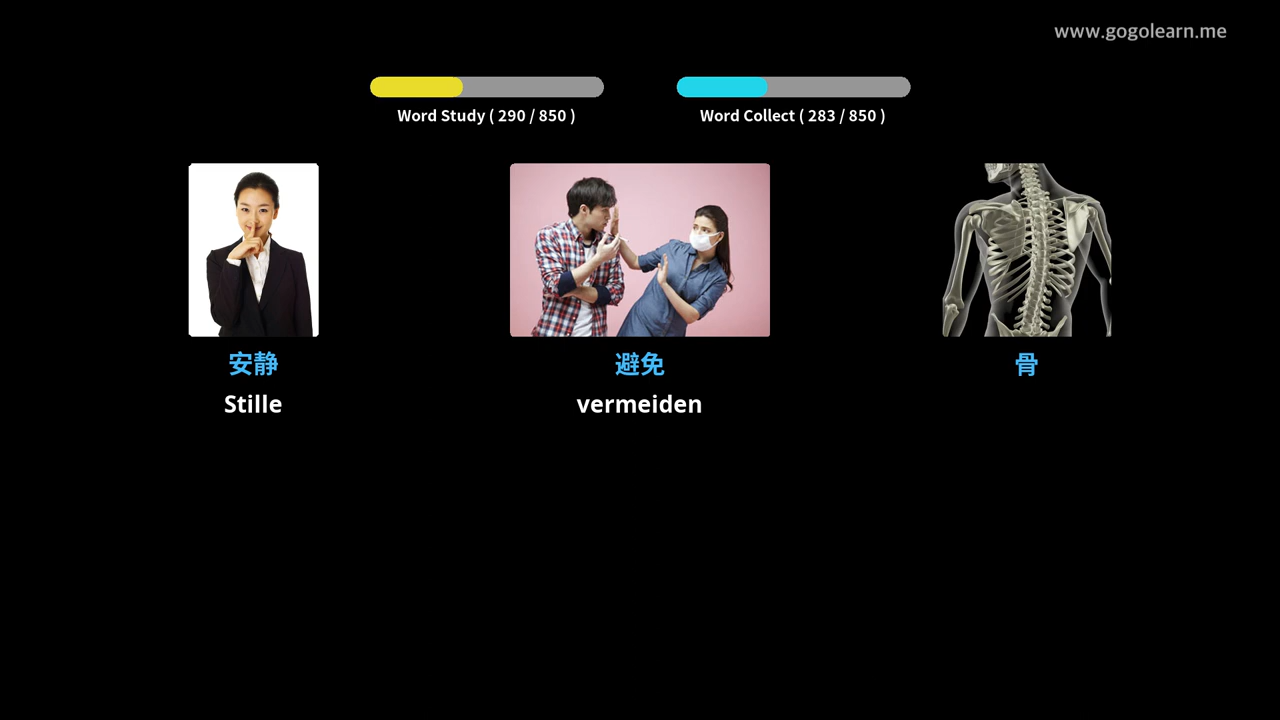 www.gogolearn.me
Word Study ( 290 / 850 )
Word Collect ( 283 / 850 )
安静
避免
骨
Stille
vermeiden